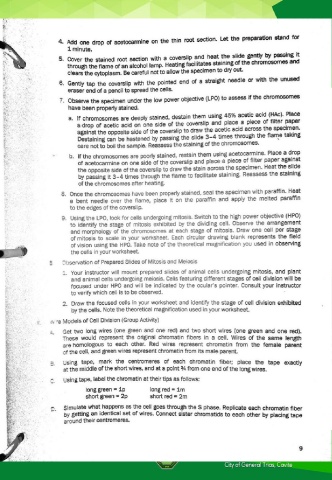 4. Add one drop of acetocarmine on the thin root section. Let the preparation stand for
1 minute.
5. Cover the stained root section with a coverslip and heat the slide gently by passing it
through the flame of an alcohol lamp. Heating facilitates staining of the chromosomes and
clears the cytoplasm. Be careful not to allow the specimen to dry out.
6. Gently tap the coverslip with the pointed end of a straight needle or with the unused
eraser end of a pencil to spread the cells.
7. Observe the specimen under the low power objective (LPO) to assess if the chromosomes
have been properly stained.
a. If chromosomes are deeply stained, destain them using 45% acetic acid (HAc). Place
a drop of acetic acid on one side of the coverslip and place a piece of filter paper
against the opposite side of the coverslip to draw the acetic acid across the specimen.
Destaining can be hastened by passing the slide 3-4 times through the flame taking
care not to boil the sample. Reassess the staining of the chromosomes.
b. If the chromosomes are poorly stained, restain them using acetocarmine. Place a drop
of acetocarmine on one side of the coverslip and place a piece of filter paper against
the opposite side of the coverslip to draw the stain across the specimen. Heat the slide
by passing it 3-4 times through the flame to facilitate staining. Reassess the staining
of the chromosomes after heating.
8. Once the chromosomes have been properly stained, seal the specimen with paraffin. Heat
a bent needle over the flame, place it on the paraffin and apply the melted paraffin
to the edges of the coverslip.
9. Using the LPO, look for cells undergoing mitosis. Switch to the high power objective (HPO)
to identify the stage of mitosis exhibited by the dividing cell. Observe the arrangement
and morphology of the chromosomes at each stage of mitosis. Draw one cell per stage
of mitosis to scale in your worksheet. Each circular drawing blank represents the field
of vision using the HPO. Take note of the theoretical magnification you used in observing
the cells in your worksheet.
Observation of Prepared Slides of Mitosis and Meiosis
1. Your instructor will mount prepared slides of animal cells undergoing mitosis, and plant
and animal cells undergoing meiosis. Cells featuring different stages of cell division will be
focused under HPO and will be indicated by the ocular's pointer. Consult your instructor
to verify which cell is to be observed.
2. Draw the focused cells in your worksheet and identify the stage of cell division exhibited
by the cells. Note the theoretical magnification used in your worksheet.
Models of Cell Division (Group Activity)
A. Get two long wires (one green and one red) and two short wires (one green and one red).
These would represent the original chromatin fibers in a cell. Wires of the same length
are homologous to each other. Red wires represent chromatin from the female parent
of the cell, and green wires represent chromatin from its male parent.
B. Using tape, mark the centromeres of each chromatin fiber; place the tape exactly
at the middle of the short wires, and at a point ¾ from one end of the long wires.
C. Using tape, label the chromatin at their tips as follows:
long green = 1p long red = 1m
short green = 2p short red = 2m
D. Simulate what happens as the cell goes through the S phase. Replicate each chromatin fiber
by getting an identical set of wires. Connect sister chromatids to each other by placing tape
around their centromeres.
9
City of General Trias, Cavite